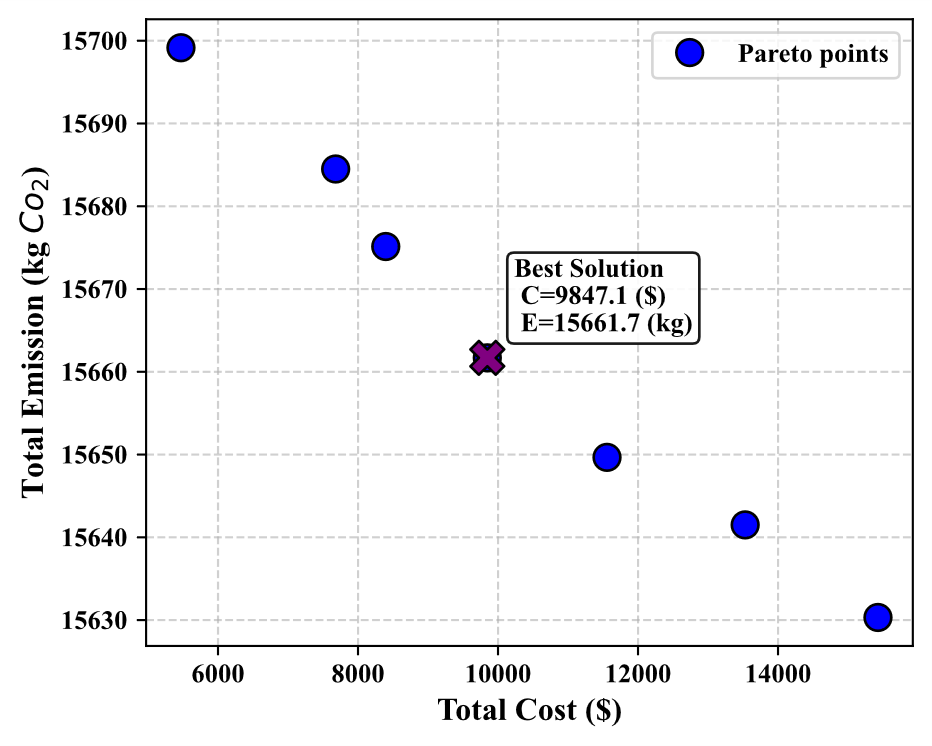 15700
15690
15680
15670
15660
15650
15640
15630
Total Emission (kg Co2)
Pareto points
Best Solution
C=9847.1 ($)
E=15661.7 (kg)
6000 8000 10000 12000 14000
Total Cost ($)